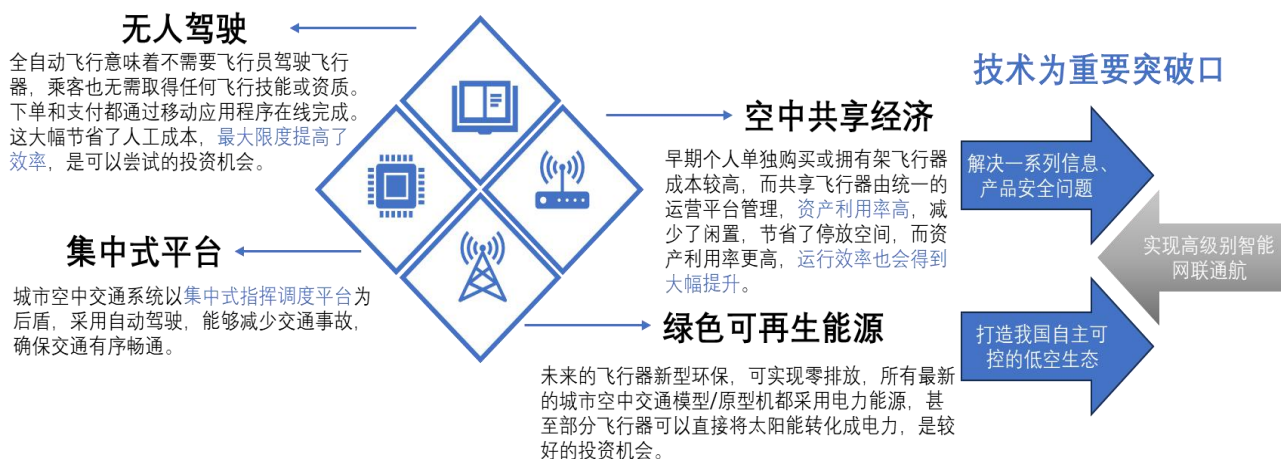 无人驾驶
全自动飞行意味着不需要飞行员驾驶飞行
器，乘客也无需取得任何飞行技能或资质。
下单和支付都通过移动应用程序在线完成。
这大幅节省了人工成本，最大限度提高了
效率，是可以尝试的投资机会。
集中式平台
城市空中交通系统以集中式指挥调度平台为
后盾，采用自动驾驶，能够减少交通事故，
确保交通有序畅通。
空中共享经济
早期个人单独购买或拥有架飞行器
成本较高，而共享飞行器由统一的
运营平台管理，资产利用率高，减
少了闲置，节省了停放空间，而资
产利用率更高，运行效率也会得到
大幅提升。
绿色可再生能源
未来的飞行器新型环保，可实现零排放，所有最新
的城市空中交通模型/原型机都采用电力能源，甚
至部分飞行器可以直接将太阳能转化成电力，是较
好的投资机会。
技术为重要突破口
解决一系列信息、
产品安全问题
实现高级别智能
网联通航
打造我国自主可
控的低空生态